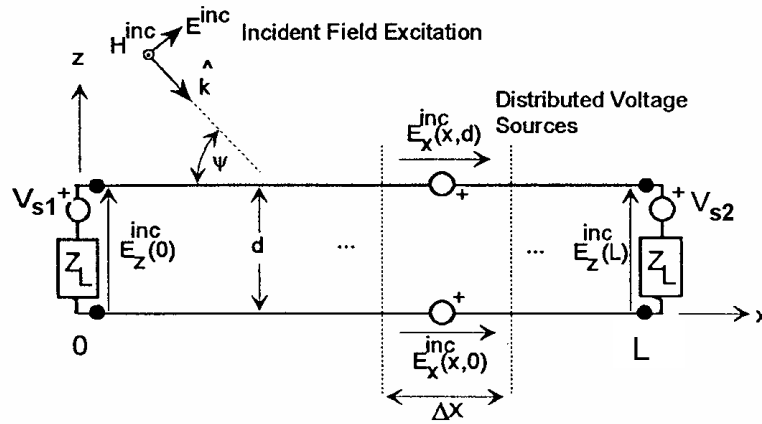 E^inc Incident Field Excitation
H^inc
z
k̂
Distributed Voltage
Sources
E_x^inc(x,d)
ψ
V_s1 +
+
+ V_s2
E_z^inc(0)
d
...
...
E_z^inc(L)
Z_L
Z_L
+
x
0
E_x^inc(x,0)
L
Δx